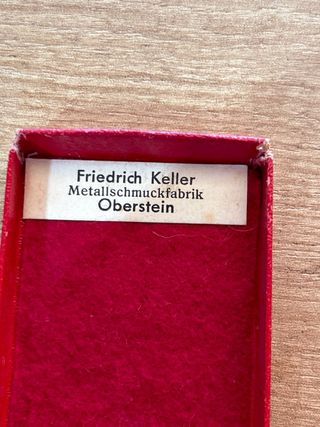 Friedrich Keller
Metallschmuckfabrik
Oberstein